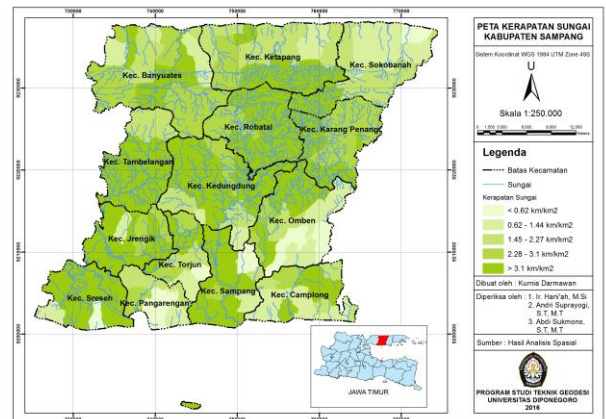 PETA KERAPATAN SUNGAI
KABUPATEN SAMPANG
Sistem Koordinat WGS 1984 UTM Zone 49S
U
Skala 1:250.000
Legenda
Batas Kecamatan
Sungai
Kerapatan Sungai
< 0.62 km/km2
0.62 - 1.44 km/km2
1.45 - 2.27 km/km2
2.28 - 3.1 km/km2
> 3.1 km/km2
Dibuat oleh : Kurnia Darmawan
Diperiksa oleh : 1. Ir. Hani'ah, M.Si
2. Andri Suprayogi,
S.T, M.T
3. Abdi Sukmono,
S.T, M.T
Sumber : Hasil Analisis Spasial
PROGRAM STUDI TEKNIK GEODESI
UNIVERSITAS DIPONEGORO
2016
Kec. Banyuates
Kec. Ketapang
Kec. Sokobanah
Kec. Robatal
Kec. Karang Penang
Kec. Tambelangan
Kec. Kedungdung
Kec. Omben
Kec. Jrengik
Kec. Torjun
Kec. Sreseh
Kec. Pangarengan
Kec. Sampang
Kec. Camplong
JAWA TIMUR